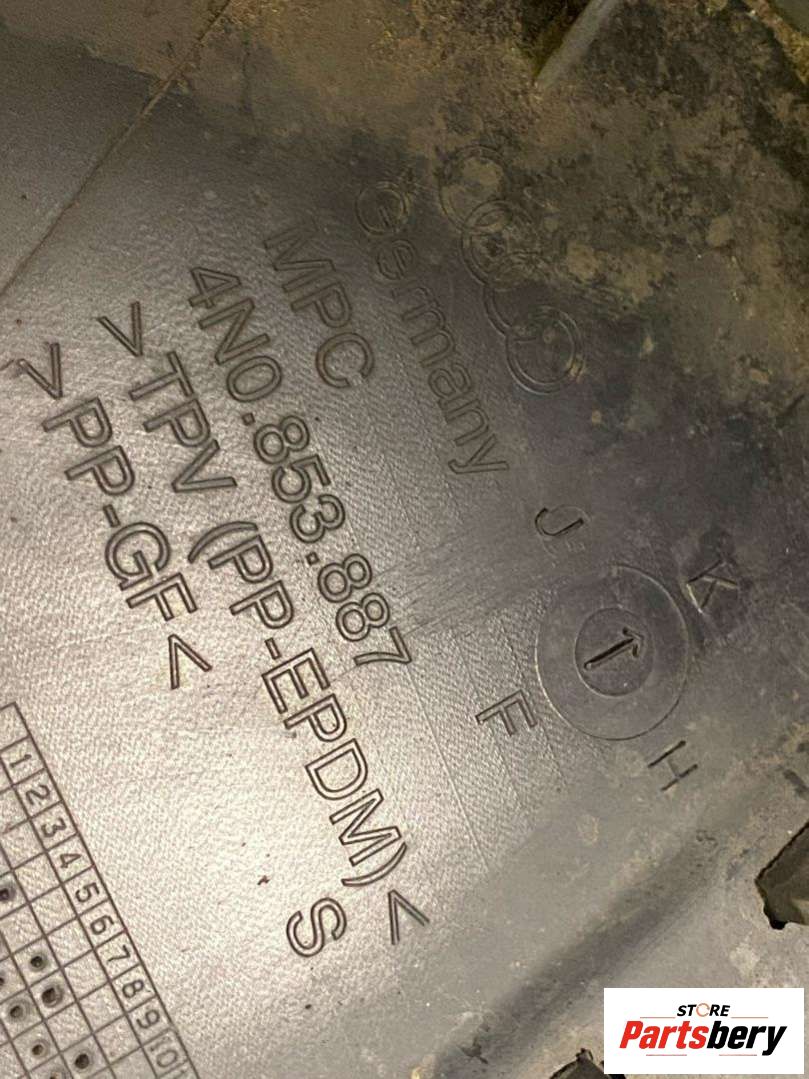 Germany
MPC
4N0.853.887
>TPV (PP-EPDM)<
>PP-GF<
S
J
K
F
H
1
2
3
4
5
6
7
8
9
10
STORE
Partsbery